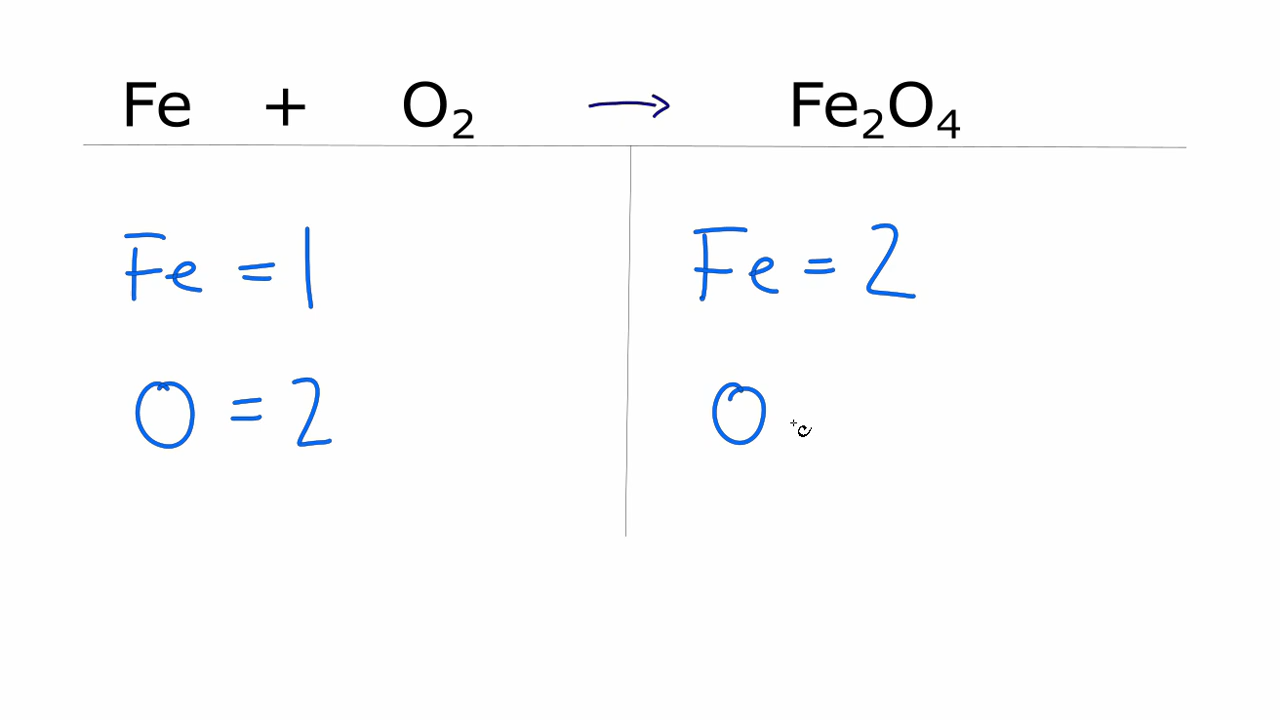 Fe + O₂ → Fe₂O₄
Fe = 1 Fe = 2
O = 2 O